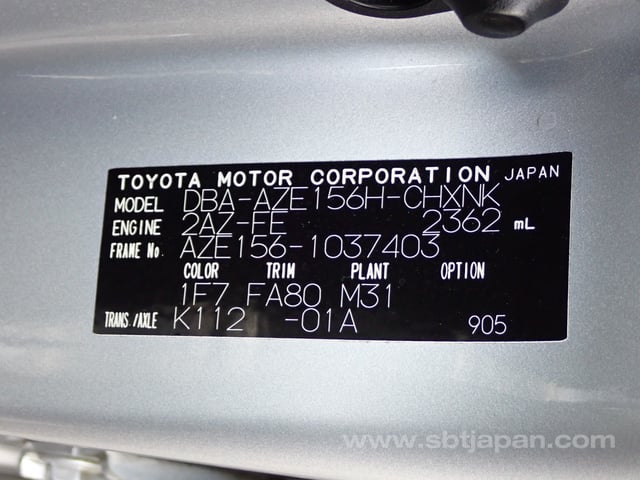 TOYOTA MOTOR CORPORATION JAPAN
MODEL DBA-AZE156H-CHXNK
ENGINE 2AZ-FE 2362 mL
FRAME No AZE156-1037403
COLOR TRIM PLANT OPTION
1F7 FA80 M31
TRANS/AXLE K112 -01A 905
www.sbtjapan.com